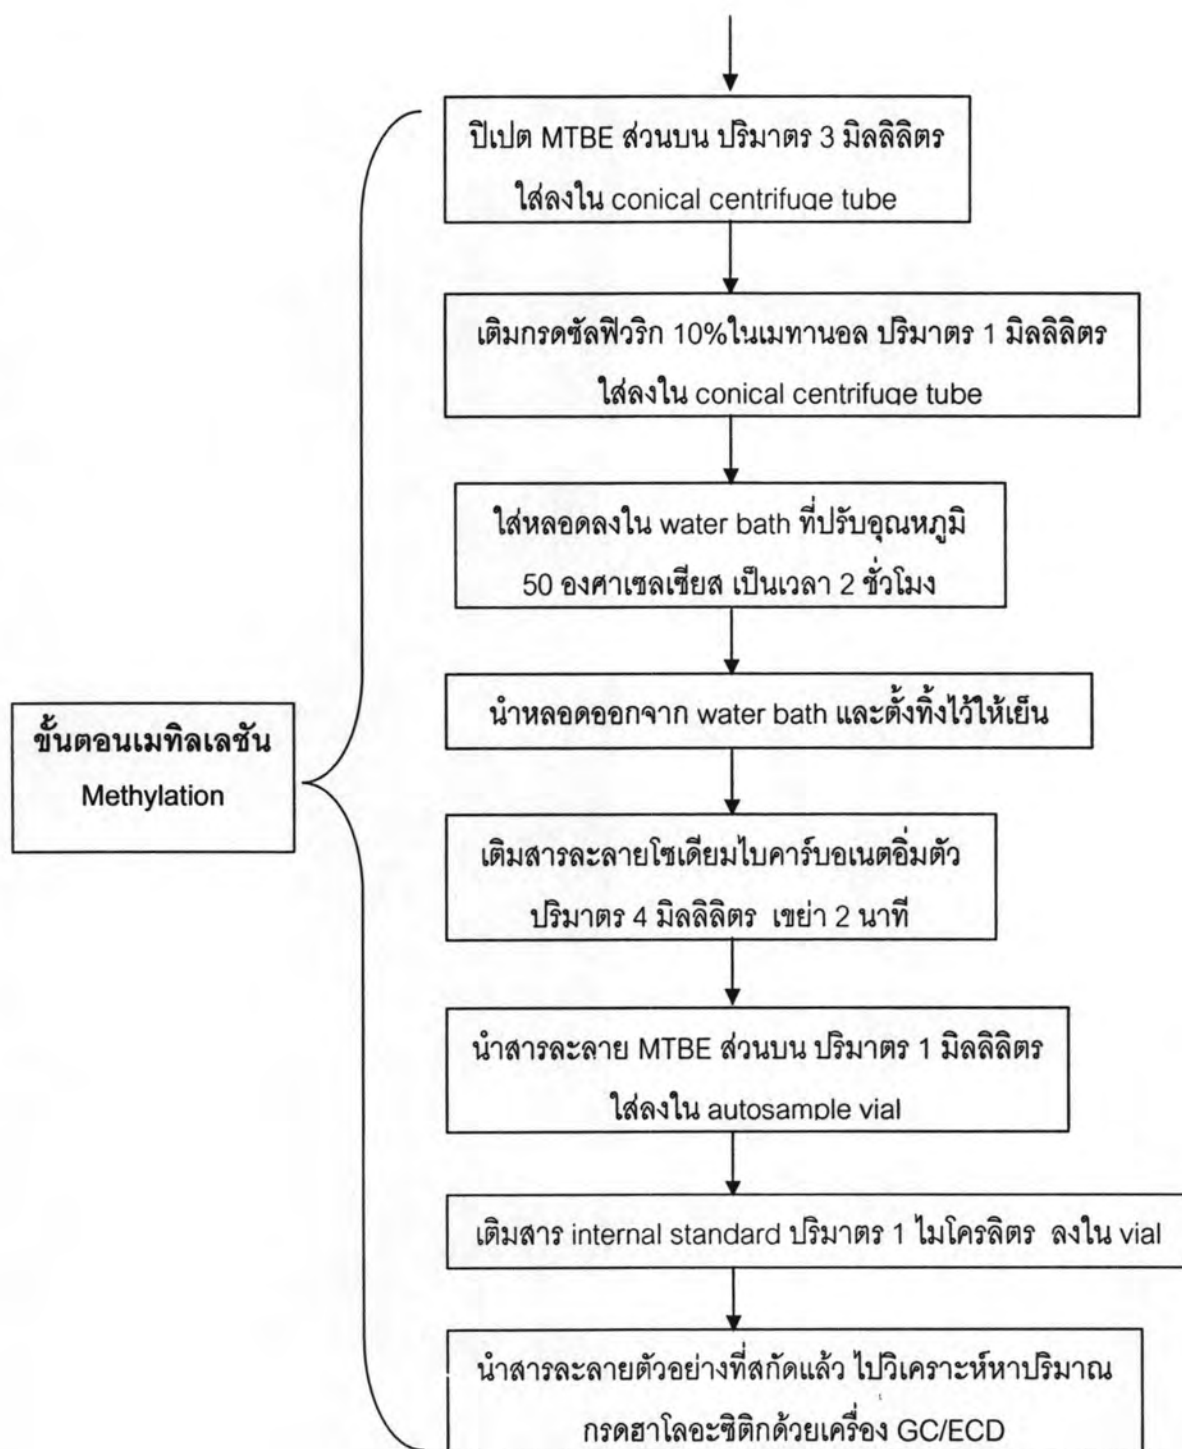 ปิเปต MTBE ส่วนบน ปริมาตร 3 มิลลิลิตร
ใส่ลงใน conical centrifuge tube
เติมกรดซัลฟิวริก 10%ในเมทานอล ปริมาตร 1 มิลลิลิตร
ใส่ลงใน conical centrifuge tube
ใส่หลอดลงใน water bath ที่ปรับอุณหภูมิ
50 องศาเซลเซียส เป็นเวลา 2 ชั่วโมง
นำหลอดออกจาก water bath และตั้งทิ้งไว้ให้เย็น
ขั้นตอนเมทิลเลชัน
Methylation
เติมสารละลายโซเดียมไบคาร์บอเนตอิ่มตัว
ปริมาตร 4 มิลลิลิตร เขย่า 2 นาที
นำสารละลาย MTBE ส่วนบน ปริมาตร 1 มิลลิลิตร
ใส่ลงใน autosample vial
เติมสาร internal standard ปริมาตร 1 ไมโครลิตร ลงใน vial
นำสารละลายตัวอย่างที่สกัดแล้ว ไปวิเคราะห์หาปริมาณ
กรดฮาโลอะซิติกด้วยเครื่อง GC/ECD